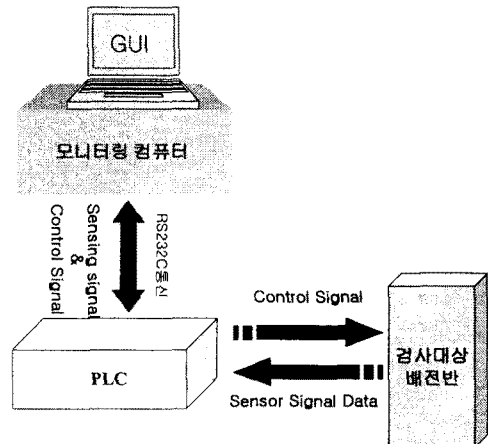 GUI
모니터링 컴퓨터
Sensing signal
&
Control Signal
RS232C통신
Control Signal
PLC
검사대상
배전반
Sensor Signal Data